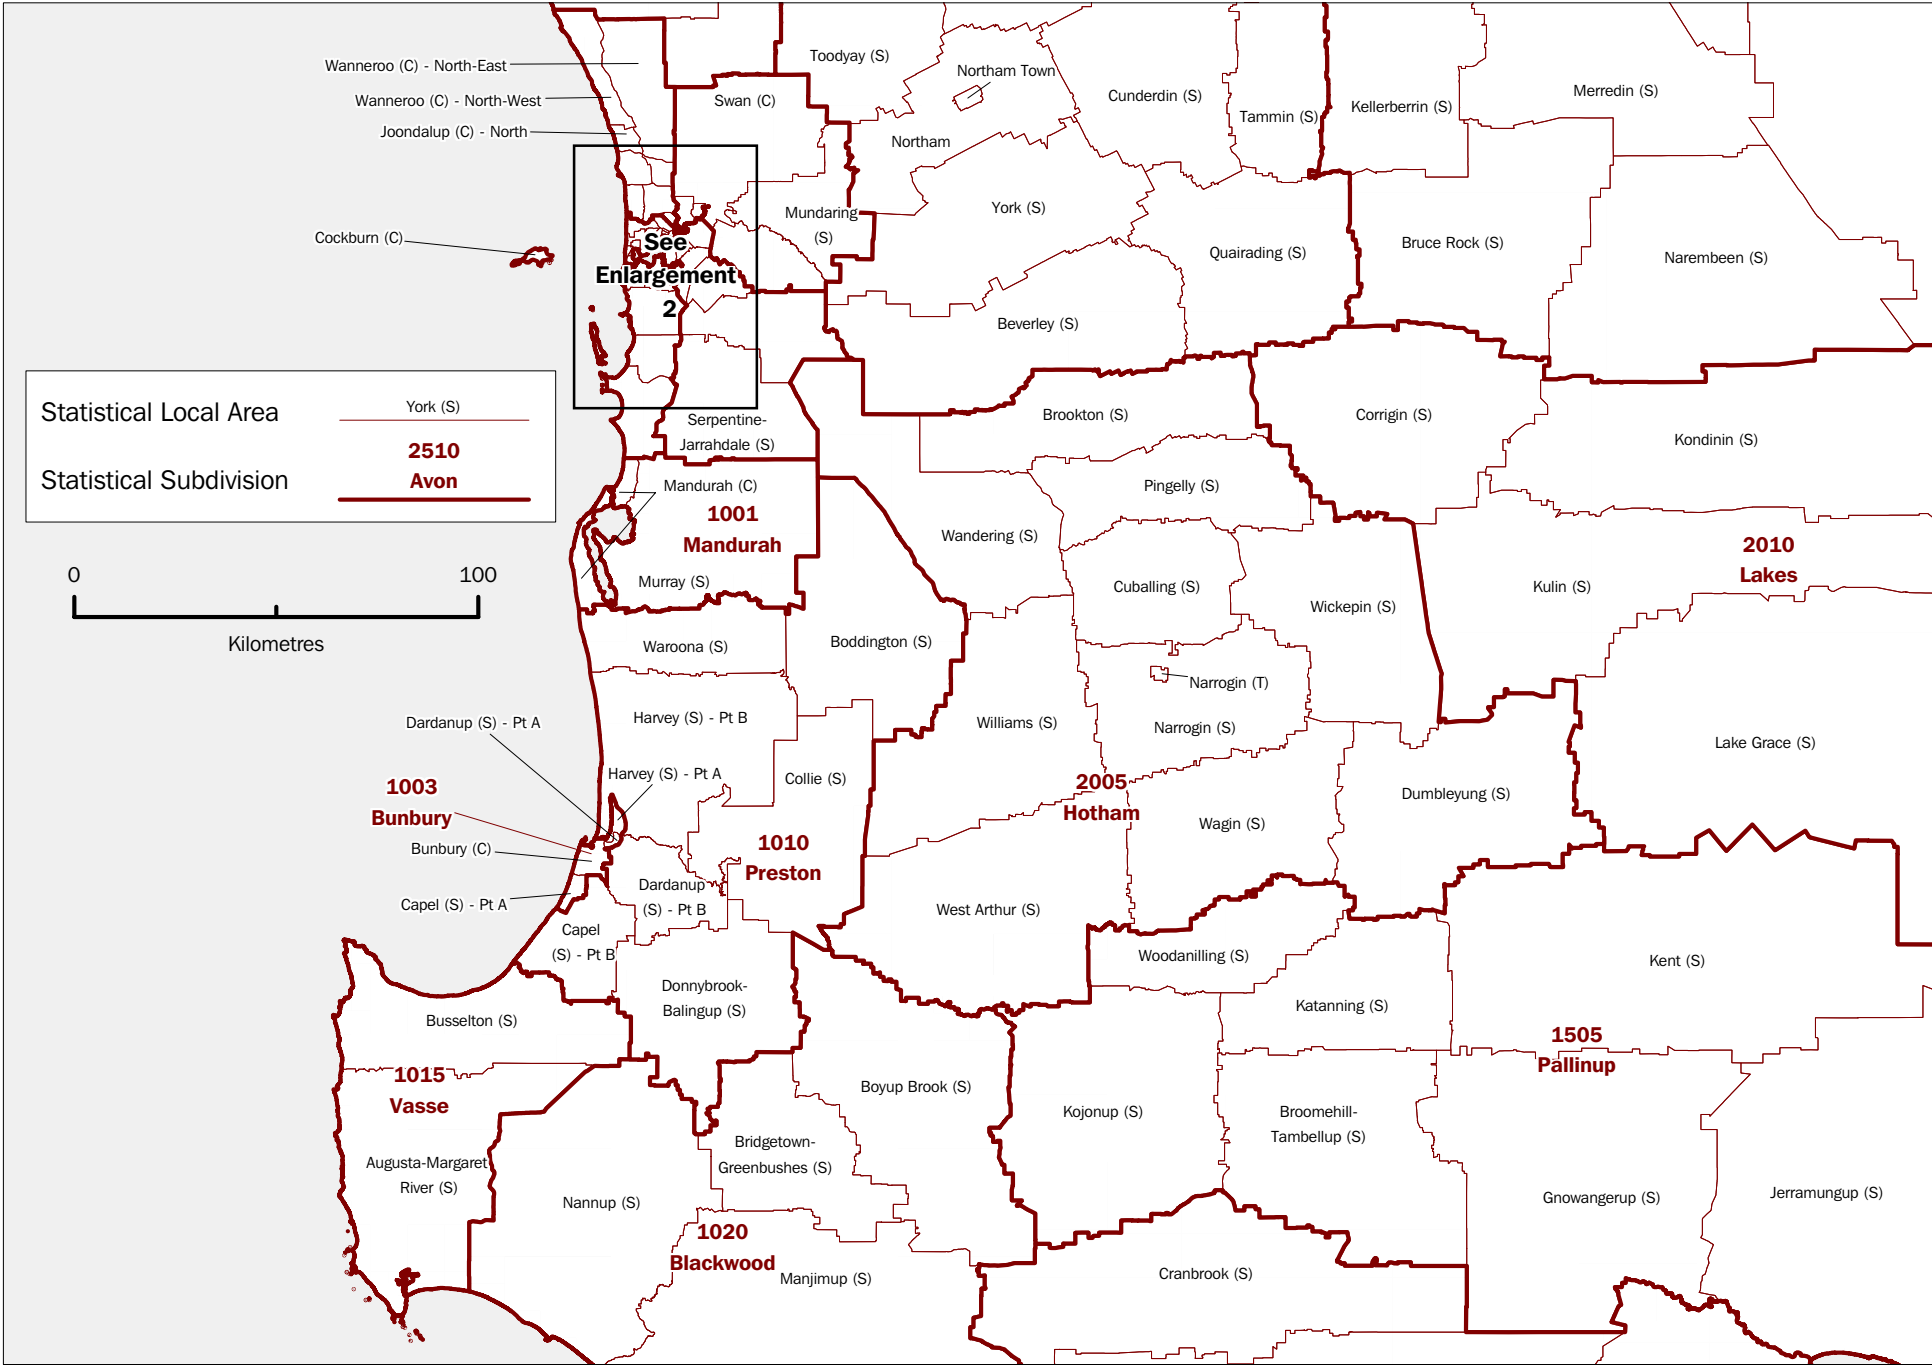 Toodyay (S)
Wanneroo (C) - North-East
Northam Town
Wanneroo (C) - North-West
Swan (C)
Cunderdin (S)
Merredin (S)
Kellerberrin (S)
Tammin (S)
Joondalup (C) - North
Northam
Mundaring
(S)
York (S)
Cockburn (C)
See
Enlargement
2
Quairading (S)
Bruce Rock (S)
Narembeen (S)
Beverley (S)
Statistical Local Area
York (S)
2510
Statistical Subdivision
Avon
Serpentine-
Jarrahdale (S)
Brookton (S)
Corrigin (S)
Kondinin (S)
Mandurah (C)
1001
Mandurah
Murray (S)
Pingelly (S)
Wandering (S)
2010
Lakes
0
100
Kilometres
Cuballing (S)
Wickepin (S)
Kulin (S)
Waroona (S)
Boddington (S)
Narrogin (T)
Narrogin (S)
Harvey (S) - Pt B
Dardanup (S) - Pt A
Williams (S)
Lake Grace (S)
Harvey (S) - Pt A
Collie (S)
1003
Bunbury
2005
Hotham
Dumbleyung (S)
Wagin (S)
Bunbury (C)
1010
Preston
Capel (S) - Pt A
Dardanup
(S) - Pt B
West Arthur (S)
Capel
(S) - Pt B
Woodanilling (S)
Kent (S)
Donnybrook-
Balingup (S)
Katanning (S)
Busselton (S)
1505
Pallinup
1015
Vasse
Boyup Brook (S)
Kojonup (S)
Broomehill-
Tambellup (S)
Bridgetown-
Greenbushes (S)
Augusta-Margaret
River (S)
Nannup (S)
Gnowangerup (S)
Jerramungup (S)
1020
Blackwood
Manjimup (S)
Cranbrook (S)